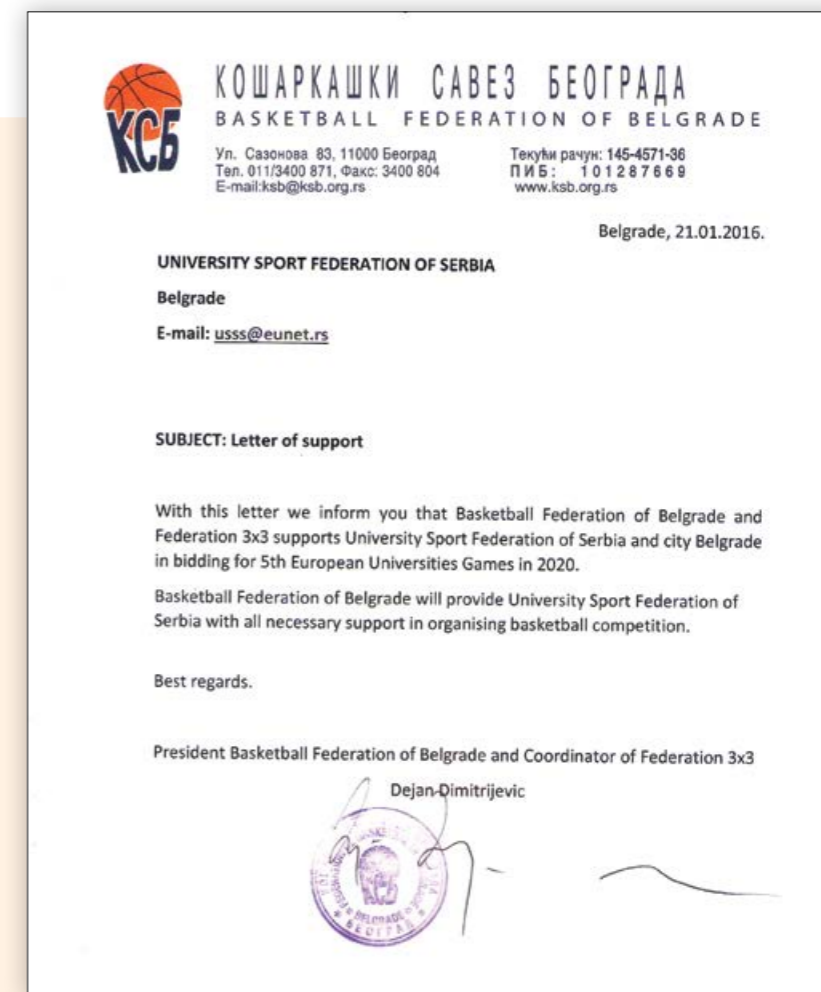 КСБ
КОШАРКАШКИ САВЕЗ БЕОГРАДА
BASKETBALL FEDERATION OF BELGRADE
Ул. Сазонова 83, 11000 Београд
Тел. 011/3400 871, Факс: 3400 804
E-mail:ksb@ksb.org.rs
Текући рачун: 145-4571-36
ПИБ: 101287669
www.ksb.org.rs
Belgrade, 21.01.2016.
UNIVERSITY SPORT FEDERATION OF SERBIA
Belgrade
E-mail: usss@eunet.rs
SUBJECT: Letter of support
With this letter we inform you that Basketball Federation of Belgrade and
Federation 3x3 supports University Sport Federation of Serbia and city Belgrade
in bidding for 5th European Universities Games in 2020.
Basketball Federation of Belgrade will provide University Sport Federation of
Serbia with all necessary support in organising basketball competition.
Best regards.
President Basketball Federation of Belgrade and Coordinator of Federation 3x3
Dejan Dimitrijevic
КСБ
BELGRADE
БЕОГРАД